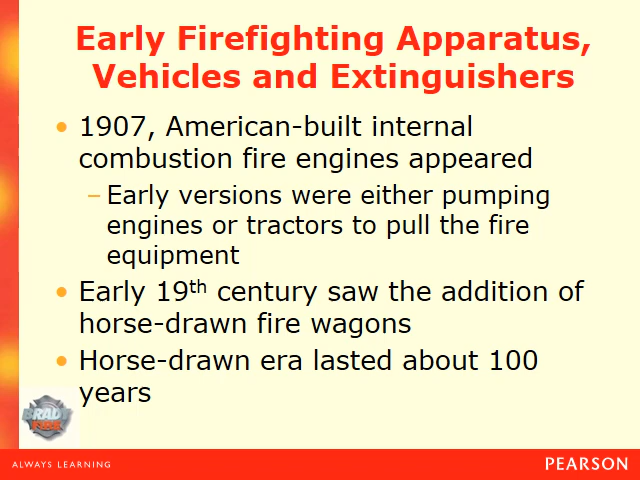 Early Firefighting Apparatus,
Vehicles and Extinguishers
• 1907, American-built internal
combustion fire engines appeared
– Early versions were either pumping
engines or tractors to pull the fire
equipment
• Early 19th century saw the addition of
horse-drawn fire wagons
• Horse-drawn era lasted about 100
years
BRADY
FIRE
ALWAYS LEARNING
PEARSON